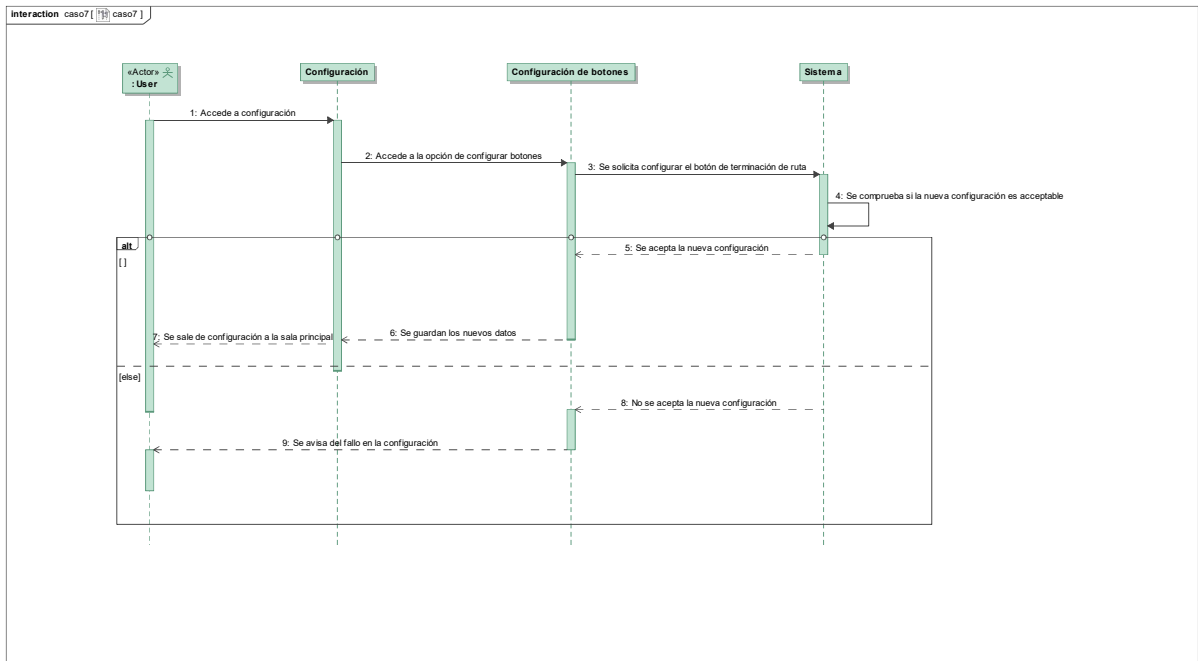 interaction caso7 [ caso7 ]
«Actor»
: User
Configuración
Configuración de botones
Sistema
1: Accede a configuración
2: Accede a la opción de configurar botones
3: Se solicita configurar el botón de terminación de ruta
4: Se comprueba si la nueva configuración es acceptable
alt
[ ]
5: Se acepta la nueva configuración
6: Se guardan los nuevos datos
7: Se sale de configuración a la sala principal
[else]
8: No se acepta la nueva configuración
9: Se avisa del fallo en la configuración